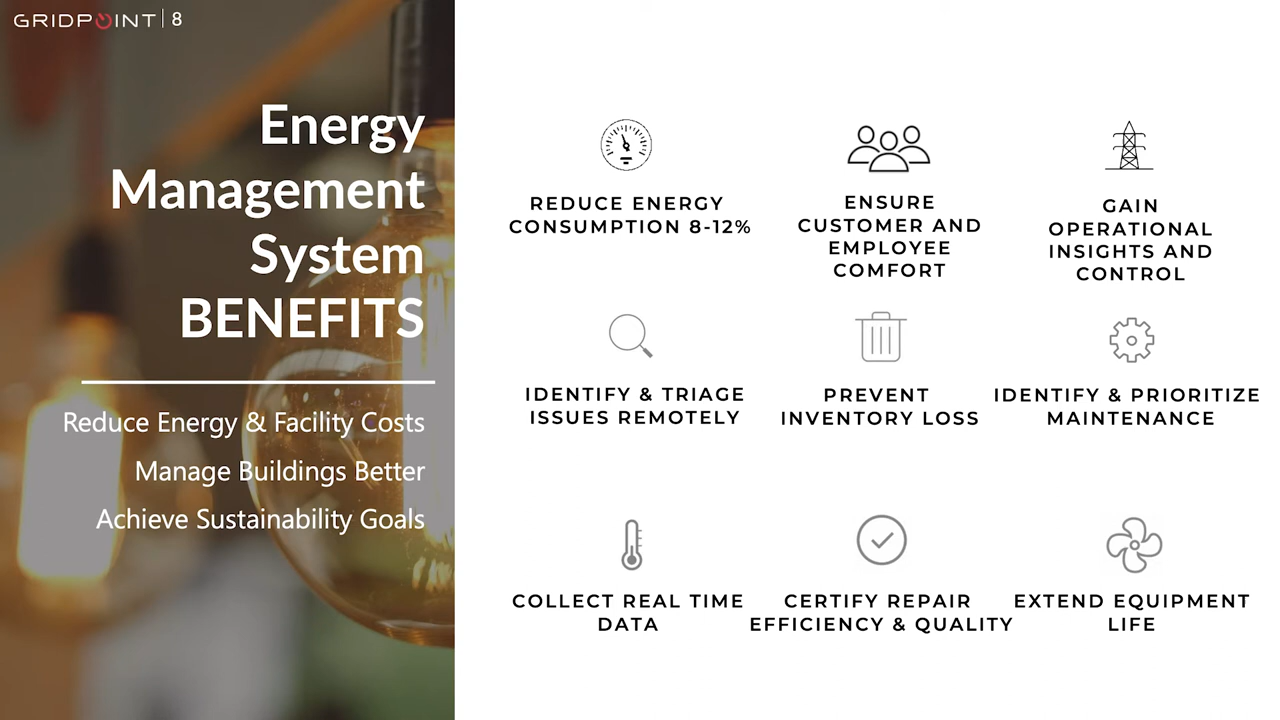 GRIDPOINT | 8
Energy
Management
System
BENEFITS
Reduce Energy & Facility Costs
Manage Buildings Better
Achieve Sustainability Goals
REDUCE ENERGY
CONSUMPTION 8-12%
ENSURE
CUSTOMER AND
EMPLOYEE
COMFORT
GAIN
OPERATIONAL
INSIGHTS AND
CONTROL
IDENTIFY & TRIAGE
ISSUES REMOTELY
PREVENT
INVENTORY LOSS
IDENTIFY & PRIORITIZE
MAINTENANCE
COLLECT REAL TIME
DATA
CERTIFY REPAIR
EFFICIENCY & QUALITY
EXTEND EQUIPMENT
LIFE